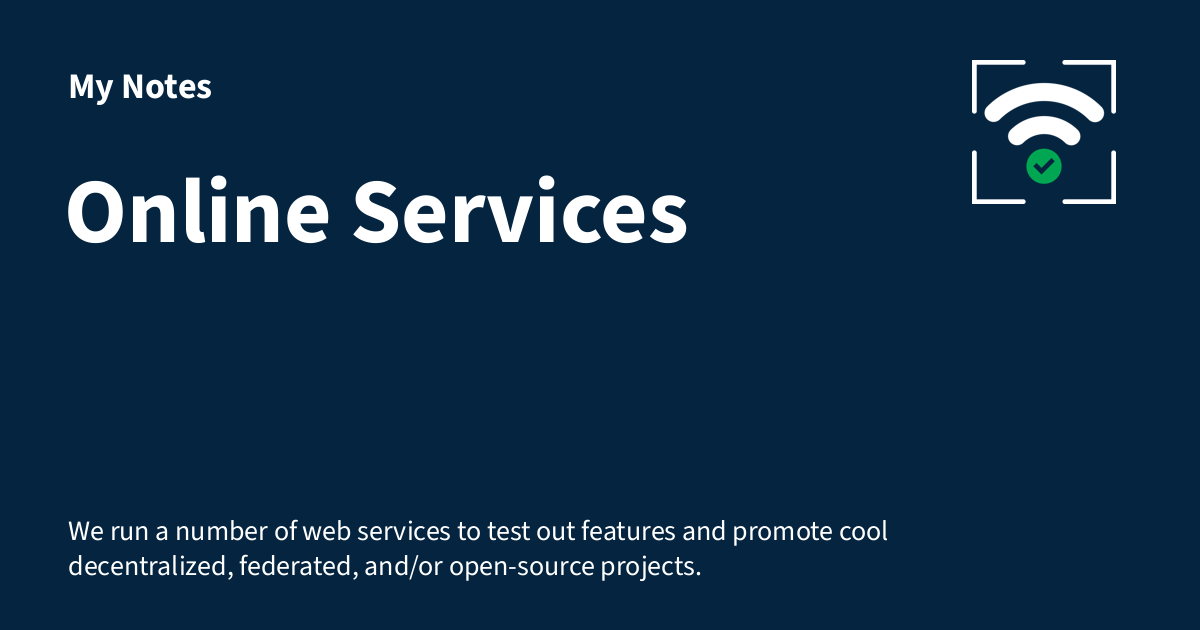 My Notes
Online Services
We run a number of web services to test out features and promote cool
decentralized, federated, and/or open-source projects.